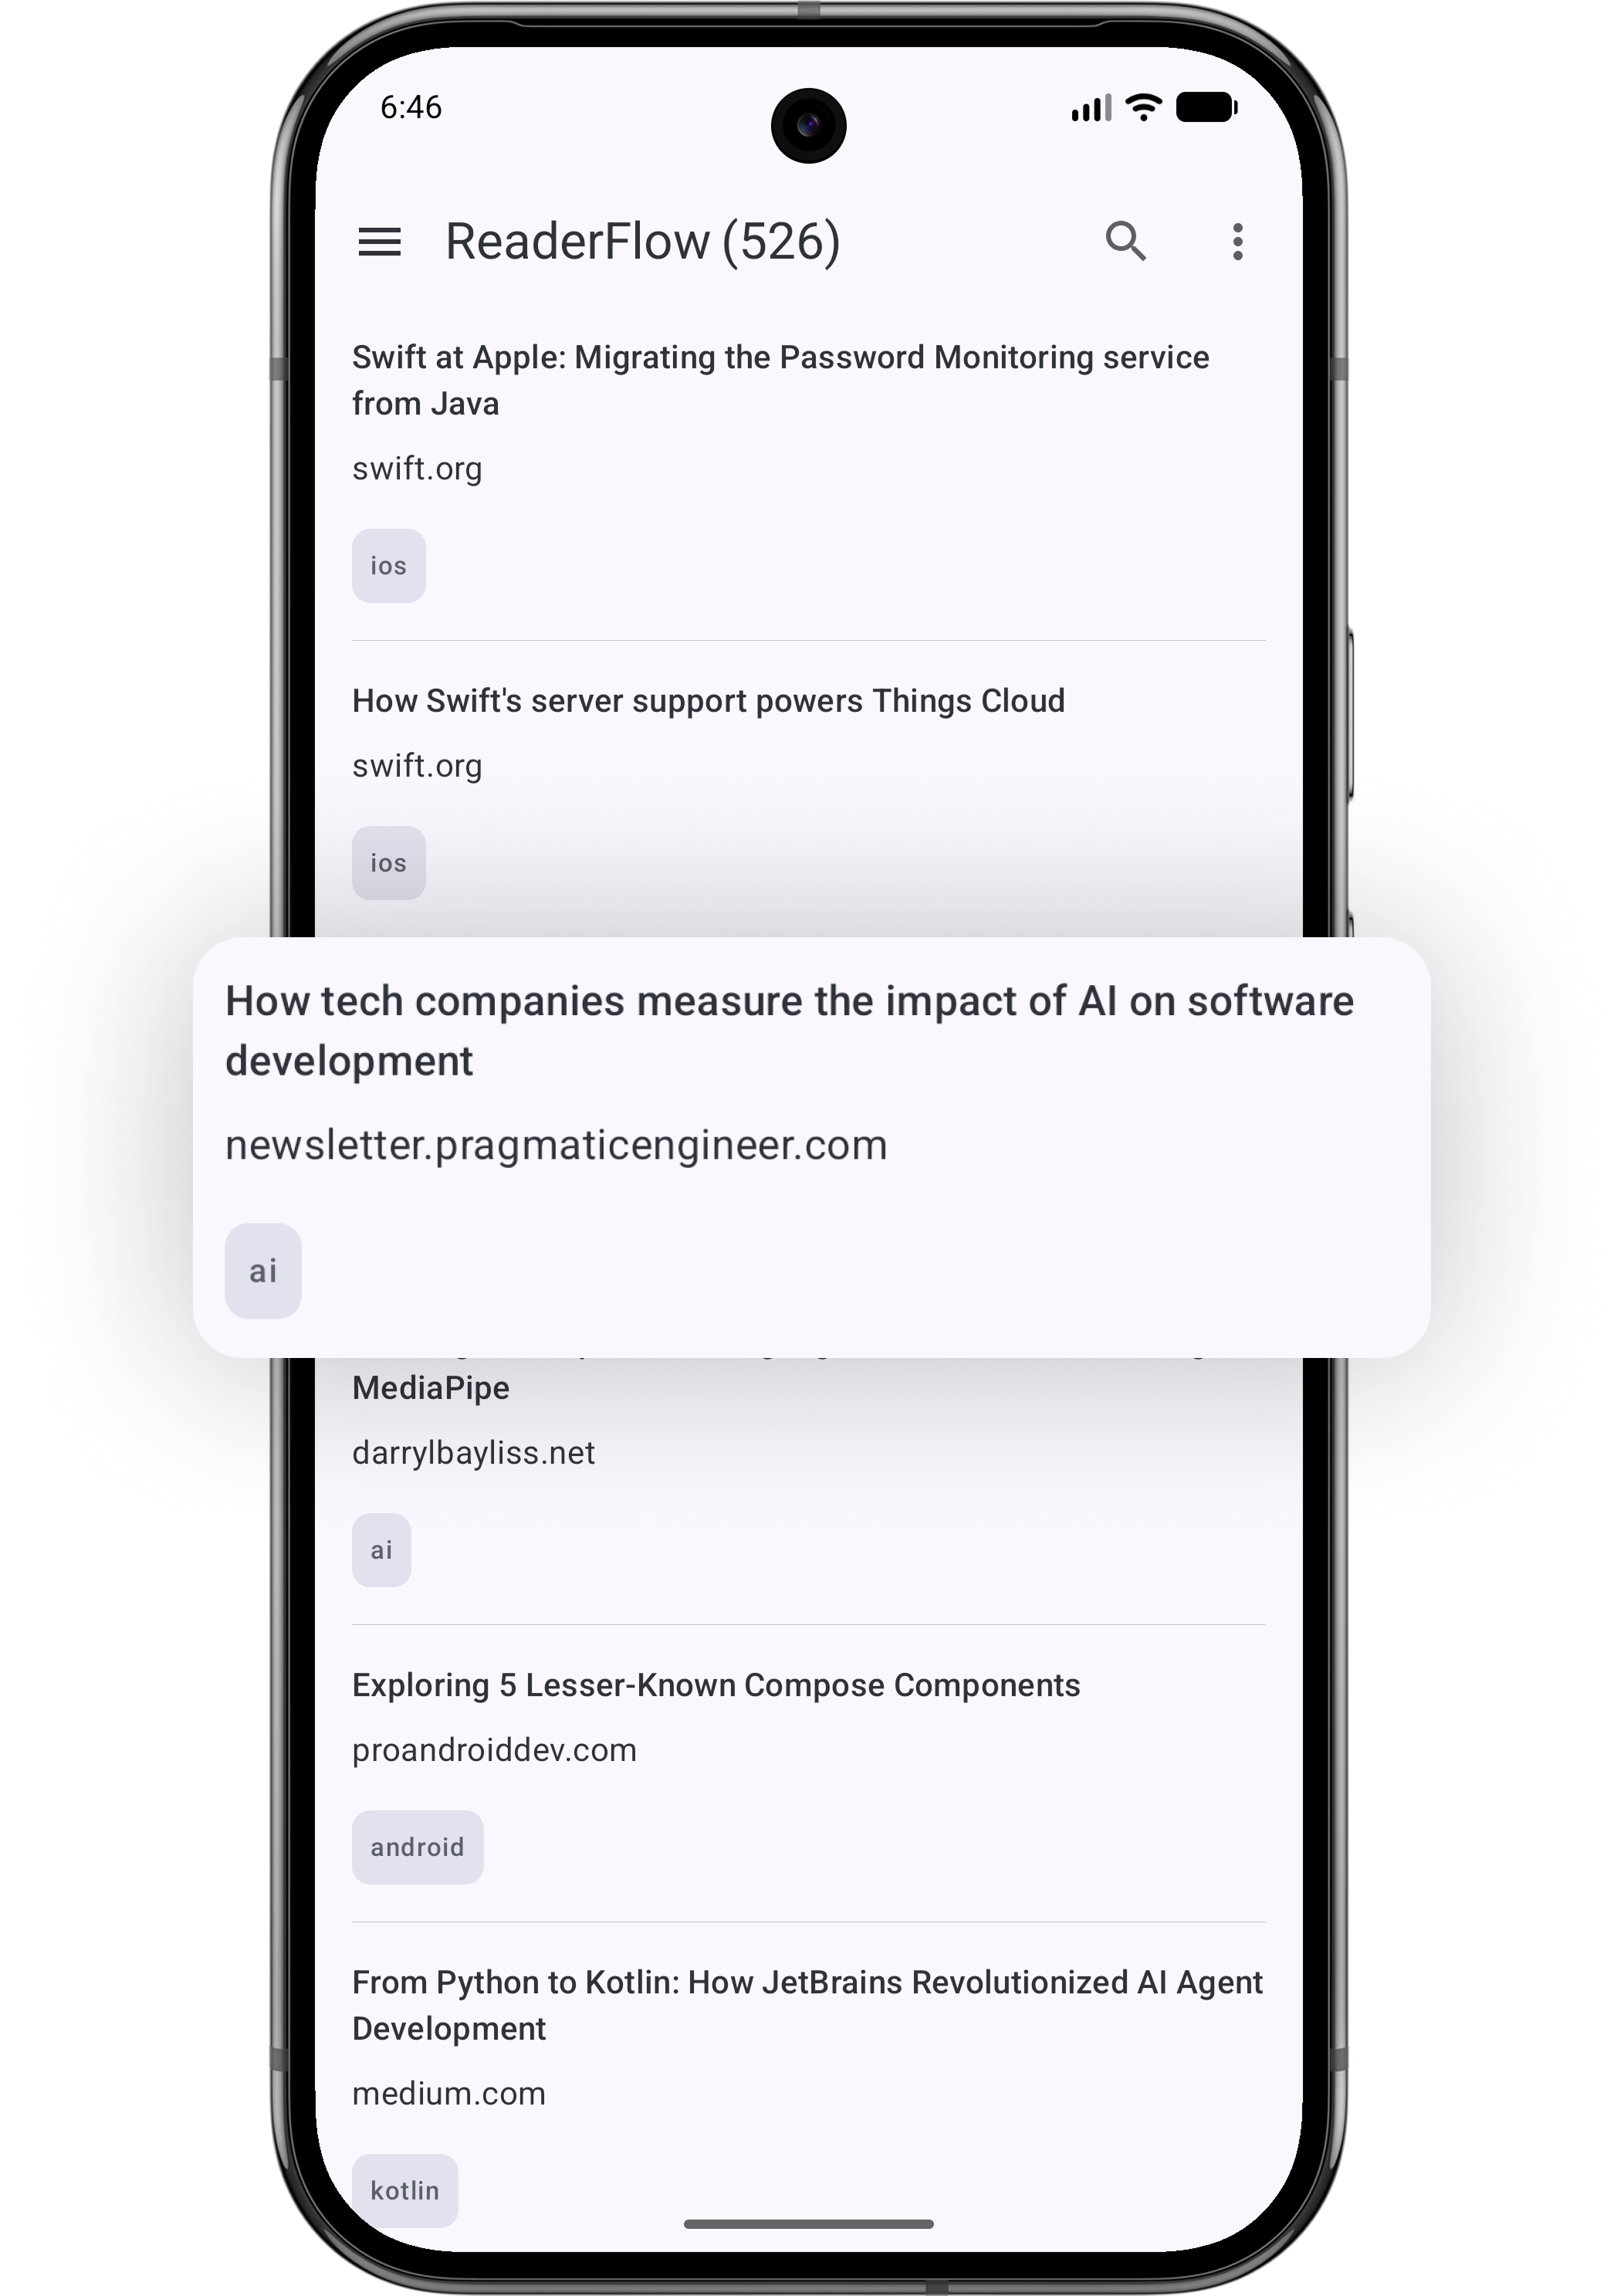 6:46
ReaderFlow (526)
Swift at Apple: Migrating the Password Monitoring service
from Java
swift.org
ios
How Swift's server support powers Things Cloud
swift.org
ios
How tech companies measure the impact of AI on software
development
newsletter.pragmaticengineer.com
ai
MediaPipe
darrylbayliss.net
ai
Exploring 5 Lesser-Known Compose Components
proandroiddev.com
android
From Python to Kotlin: How JetBrains Revolutionized AI Agent
Development
medium.com
kotlin